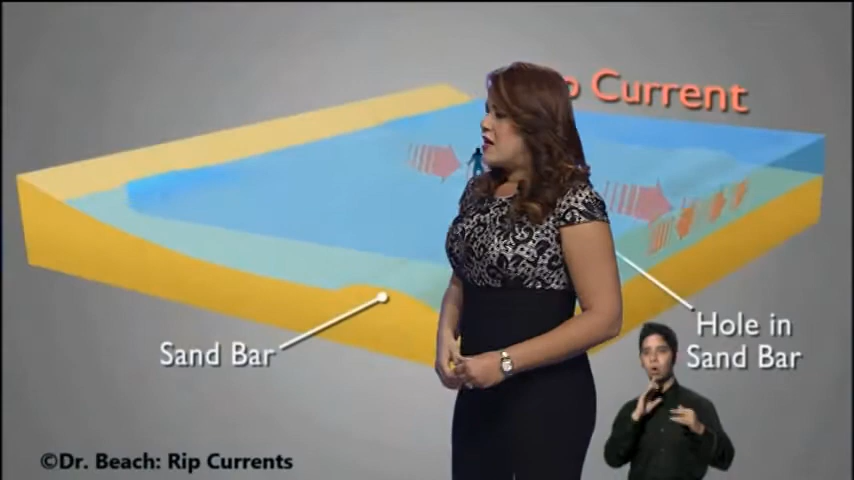 Current
Hole in
Sand Bar
Sand Bar
©Dr. Beach: Rip Currents